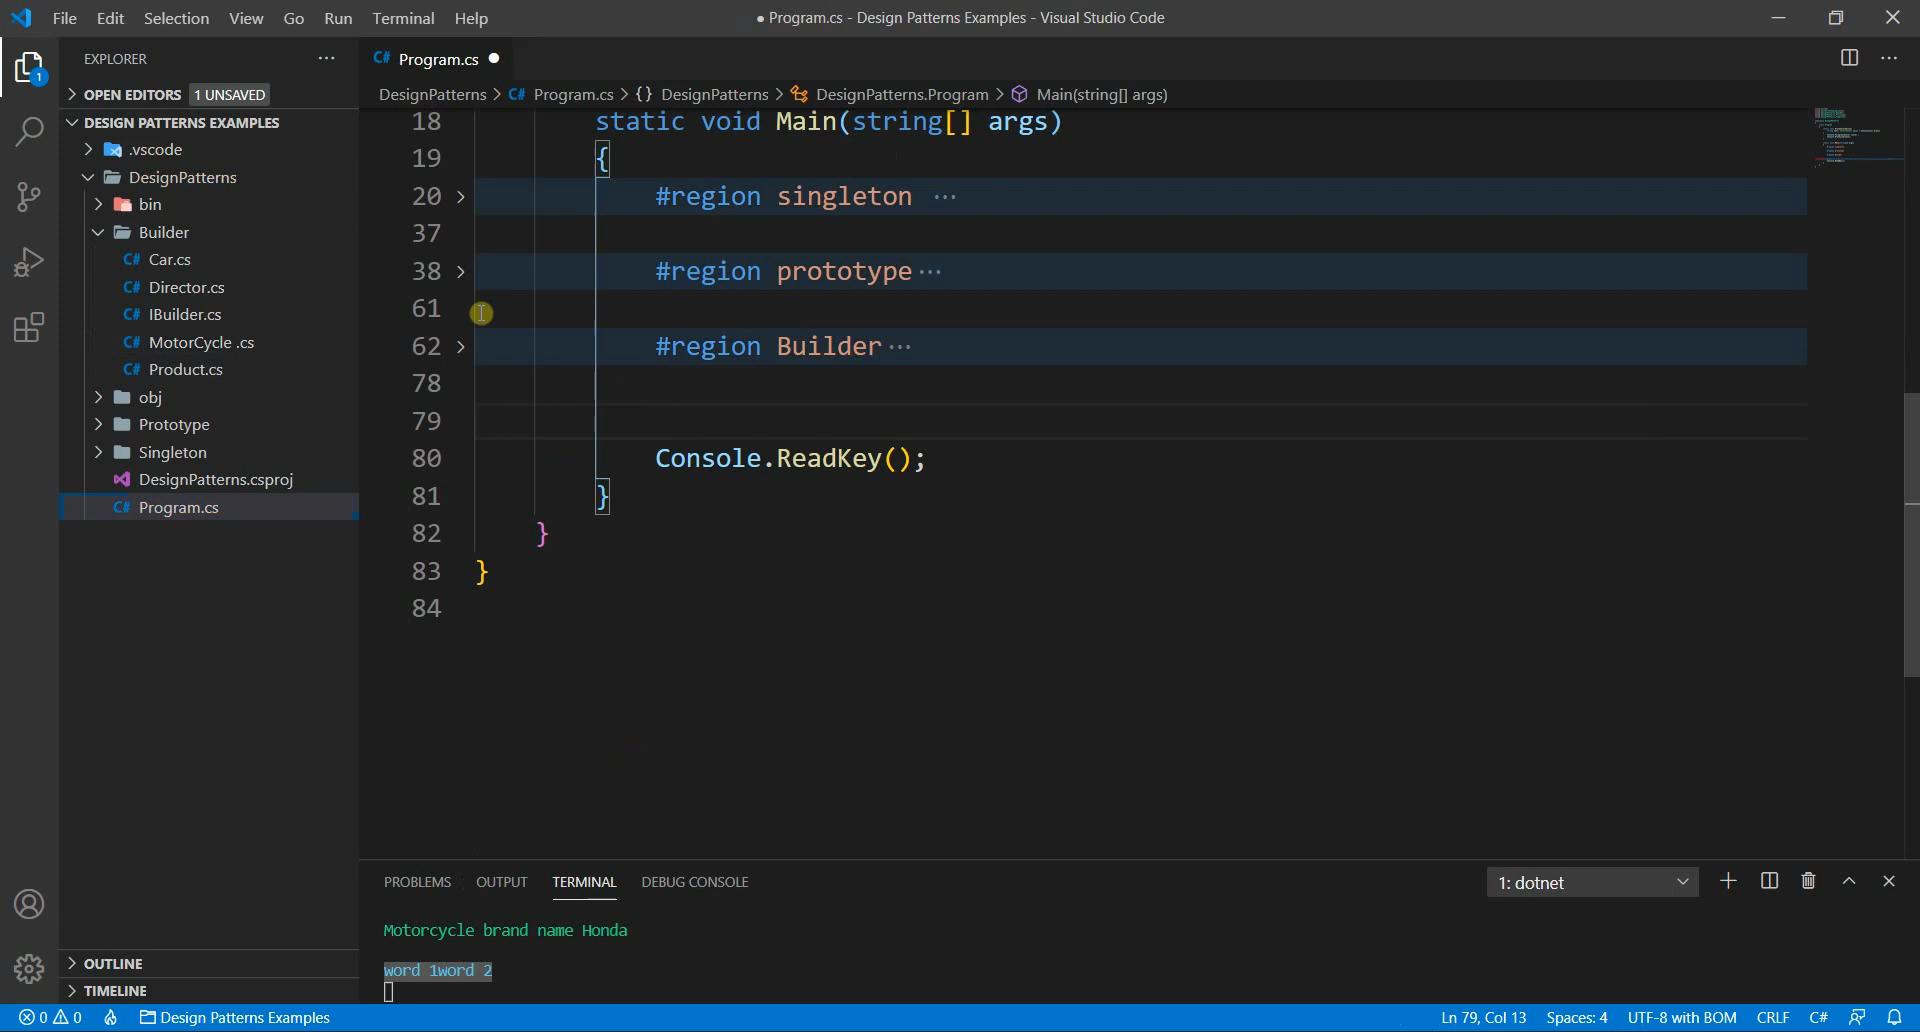 File Edit Selection View Go Run Terminal Help
● Program.cs - Design Patterns Examples - Visual Studio Code
EXPLORER
OPEN EDITORS 1 UNSAVED
DESIGN PATTERNS EXAMPLES
.vscode
DesignPatterns
bin
Builder
C# Car.cs
C# Director.cs
C# IBuilder.cs
C# MotorCycle .cs
C# Product.cs
obj
Prototype
Singleton
DesignPatterns.csproj
C# Program.cs
OUTLINE
TIMELINE
1
C# Program.cs ●
DesignPatterns > C# Program.cs > {} DesignPatterns > DesignPatterns.Program > Main(string[] args)
18 static void Main(string[] args)
19 {
20 #region singleton ...
37
38 #region prototype...
61
62 #region Builder...
78
79
80 Console.ReadKey();
81 }
82 }
83 }
84
PROBLEMS OUTPUT TERMINAL DEBUG CONSOLE
1: dotnet
Motorcycle brand name Honda
word 1word 2
0 0 Design Patterns Examples
Ln 79, Col 13 Spaces: 4 UTF-8 with BOM CRLF C#